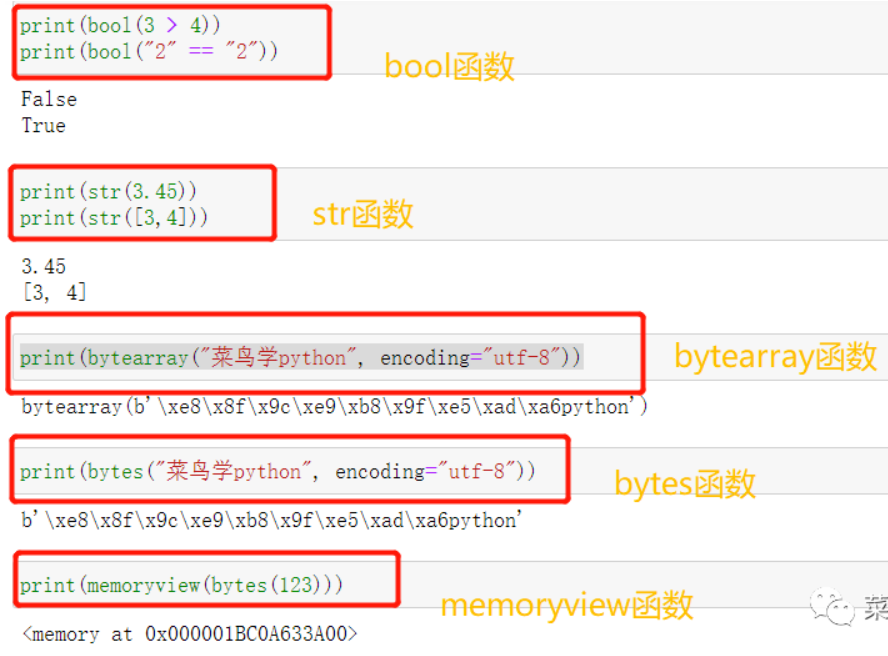 print(bool(3 > 4))
print(bool("2" == "2"))
bool函数
False
True
print(str(3.45))
print(str([3,4]))
str函数
3.45
[3, 4]
print(bytearray("菜鸟学python", encoding="utf-8"))
bytearray函数
bytearray(b'\xe8\x8f\x9c\xe9\xb8\x9f\xe5\xad\xa6python')
print(bytes("菜鸟学python", encoding="utf-8"))
bytes函数
b'\xe8\x8f\x9c\xe9\xb8\x9f\xe5\xad\xa6python'
print(memoryview(bytes(123)))
memoryview函数
菜
<memory at 0x000001BC0A633A00>